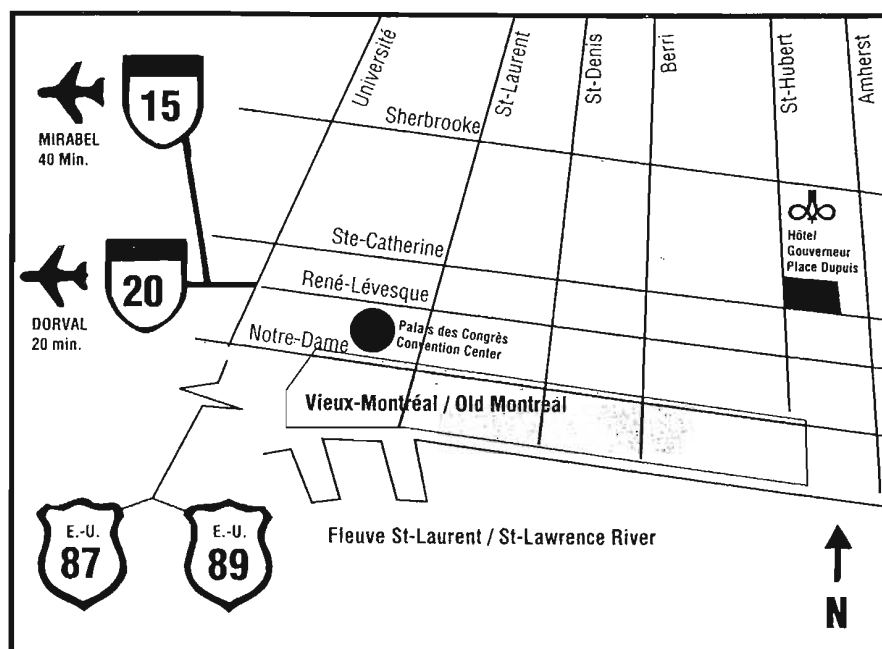 Université
St-Laurent
St-Denis
Berri
St-Hubert
Amherst
15
MIRABEL
40 Min.
Sherbrooke
Hôtel
Gouverneur
Place Dupuis
Ste-Catherine
20
René-Lévesque
DORVAL
20 min.
Notre-Dame
Palais des Congrès
Convention Center
Vieux-Montréal / Old Montreal
E.-U.
87
E.-U.
89
Fleuve St-Laurent / St-Lawrence River
N